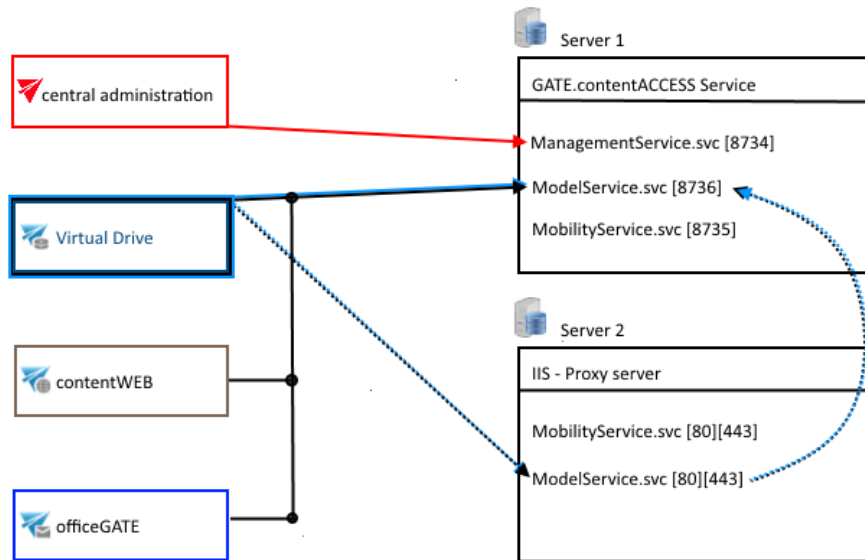 Server 1
central administration
GATE.contentACCESS Service
ManagementService.svc [8734]
ModelService.svc [8736]
MobilityService.svc [8735]
Virtual Drive
Server 2
contentWEB
IIS - Proxy server
MobilityService.svc [80][443]
ModelService.svc [80][443]
officeGATE